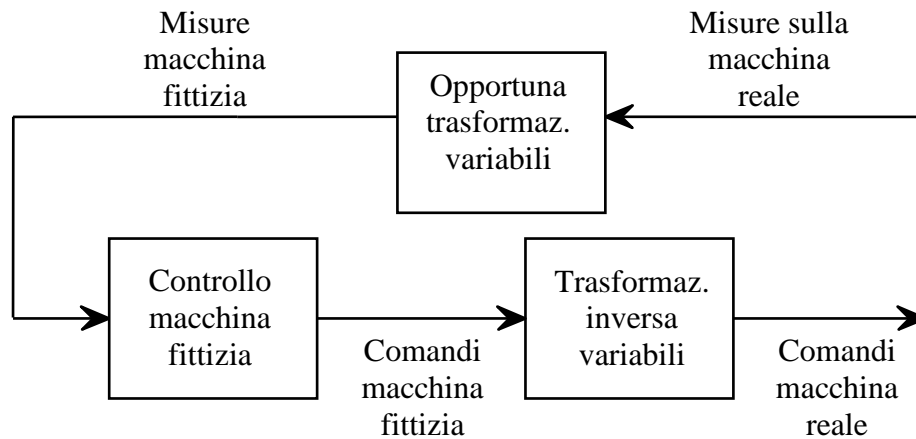 Misure
macchina
fittizia
Opportuna
trasformaz.
variabili
Misure sulla
macchina
reale
Controllo
macchina
fittizia
Comandi
macchina
fittizia
Trasformaz.
inversa
variabili
Comandi
macchina
reale